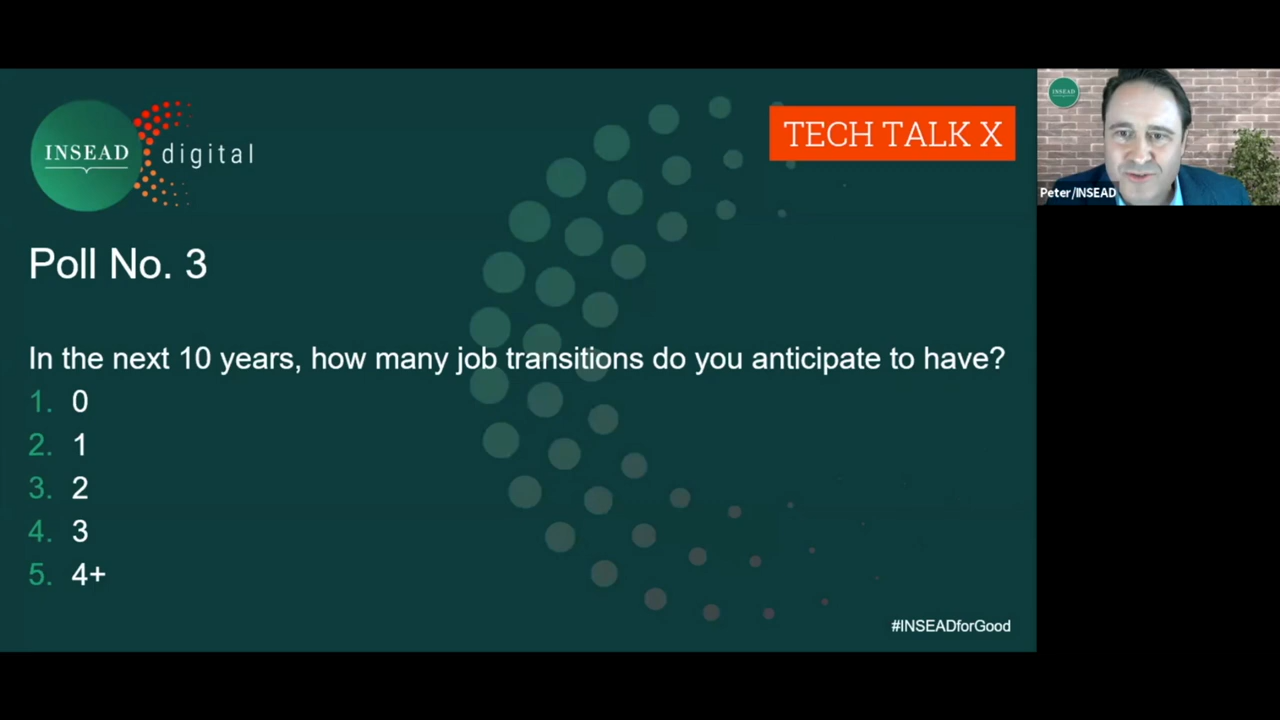 INSEAD
digital
TECH TALK X
INSEAD
Peter/INSEAD
Poll No. 3
In the next 10 years, how many job transitions do you anticipate to have?
1. 0
2. 1
3. 2
4. 3
5. 4+
#INSEADforGood